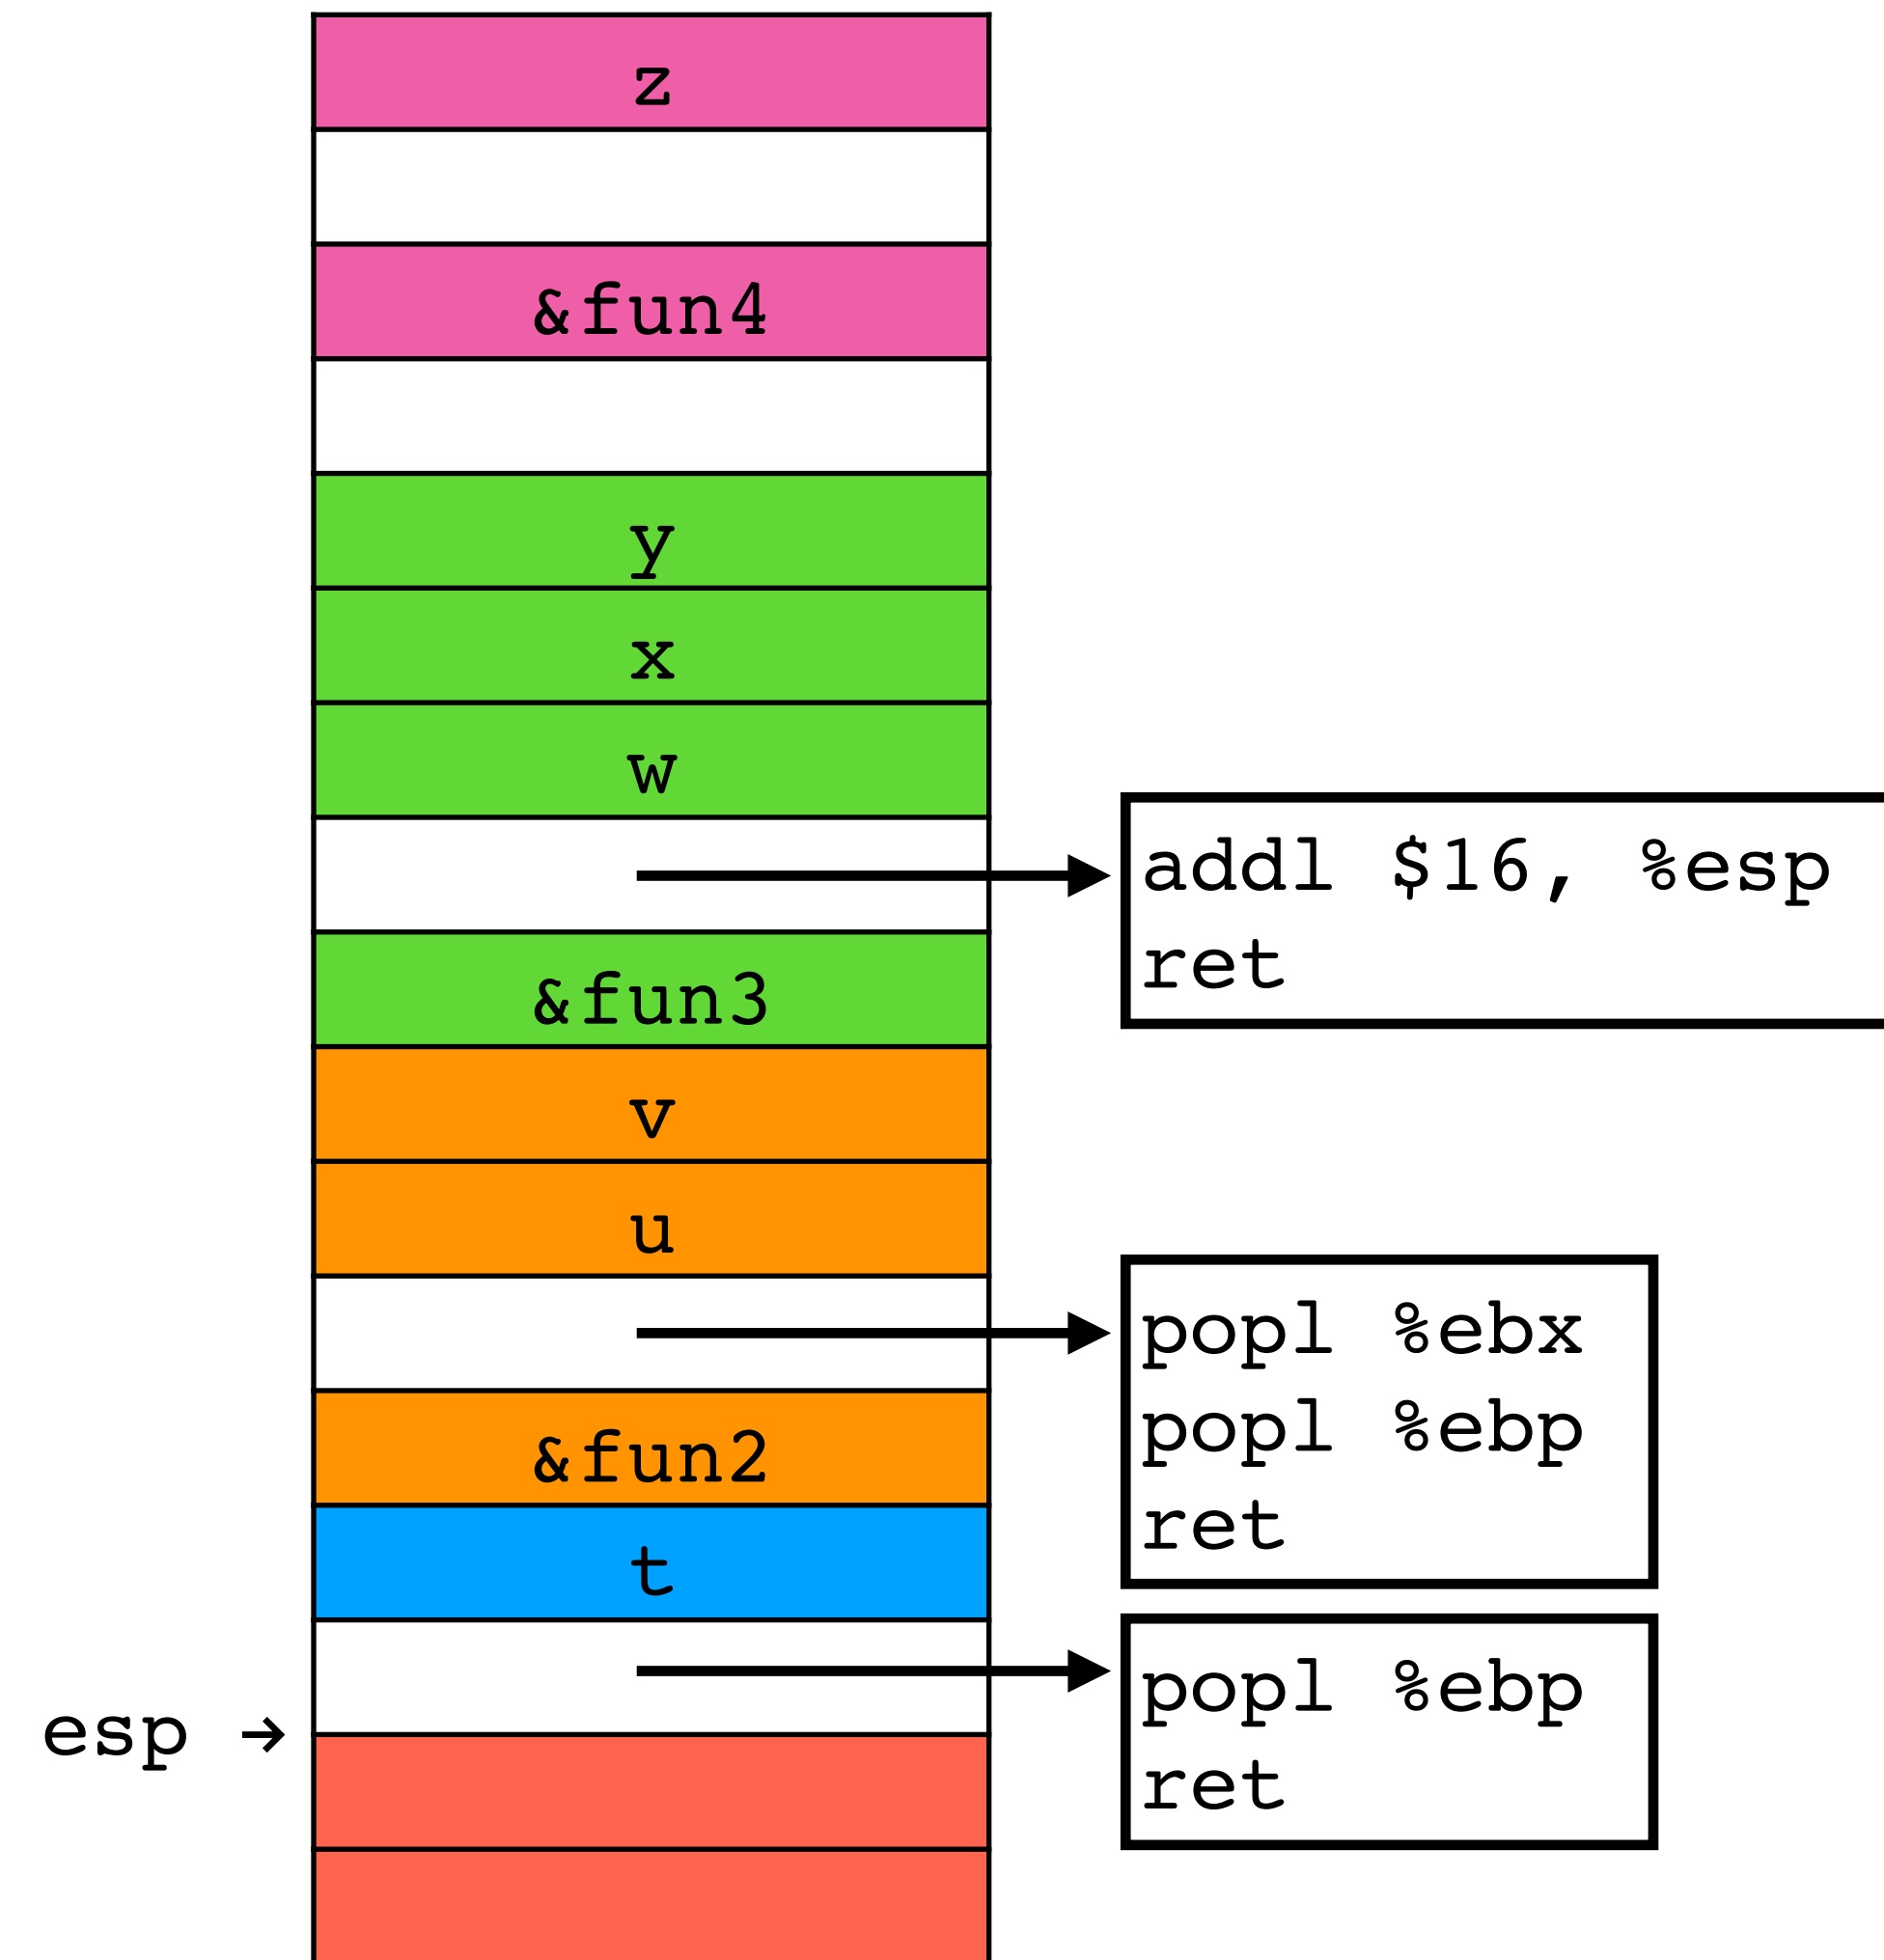 z
&fun4
y
x
w
addl $16, %esp
ret
&fun3
v
u
popl %ebx
popl %ebp
ret
&fun2
t
popl %ebp
ret
esp →